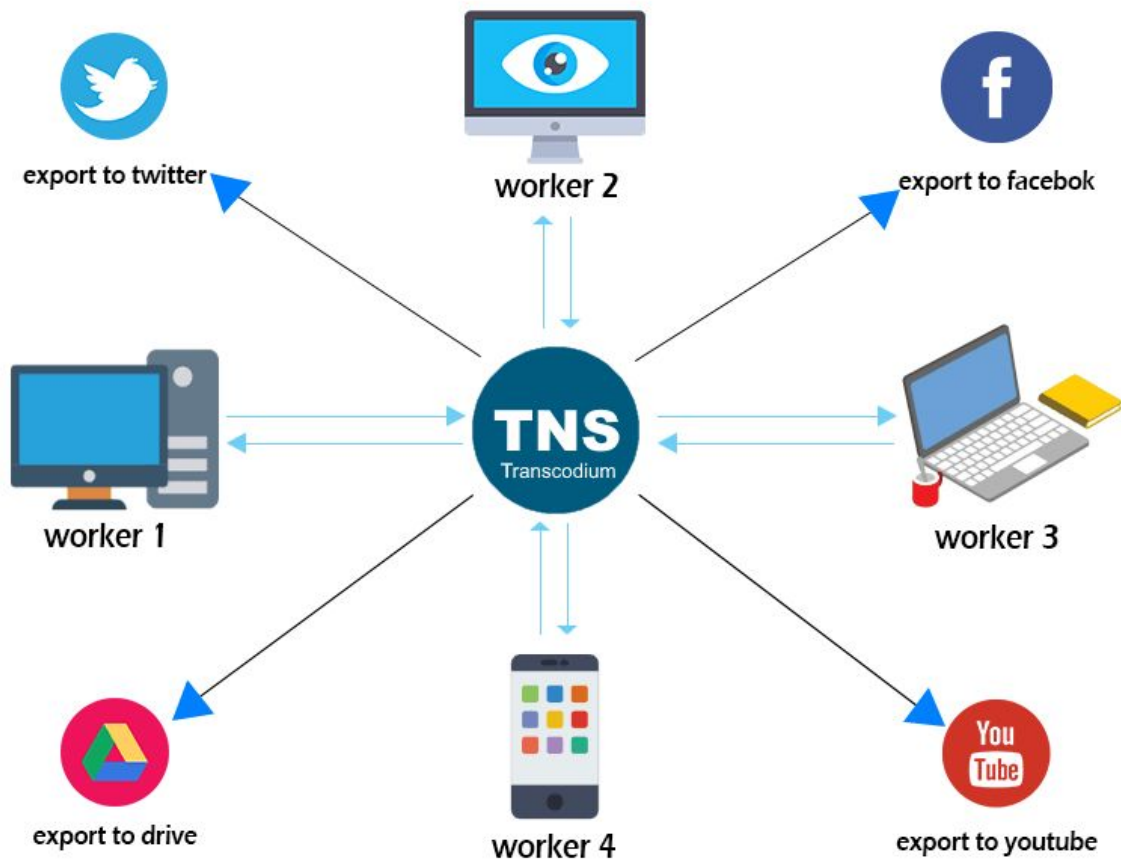 export to twitter
worker 2
export to facebok
worker 1
TNS
Transcodium
worker 3
export to drive
worker 4
You
Tube
export to youtube